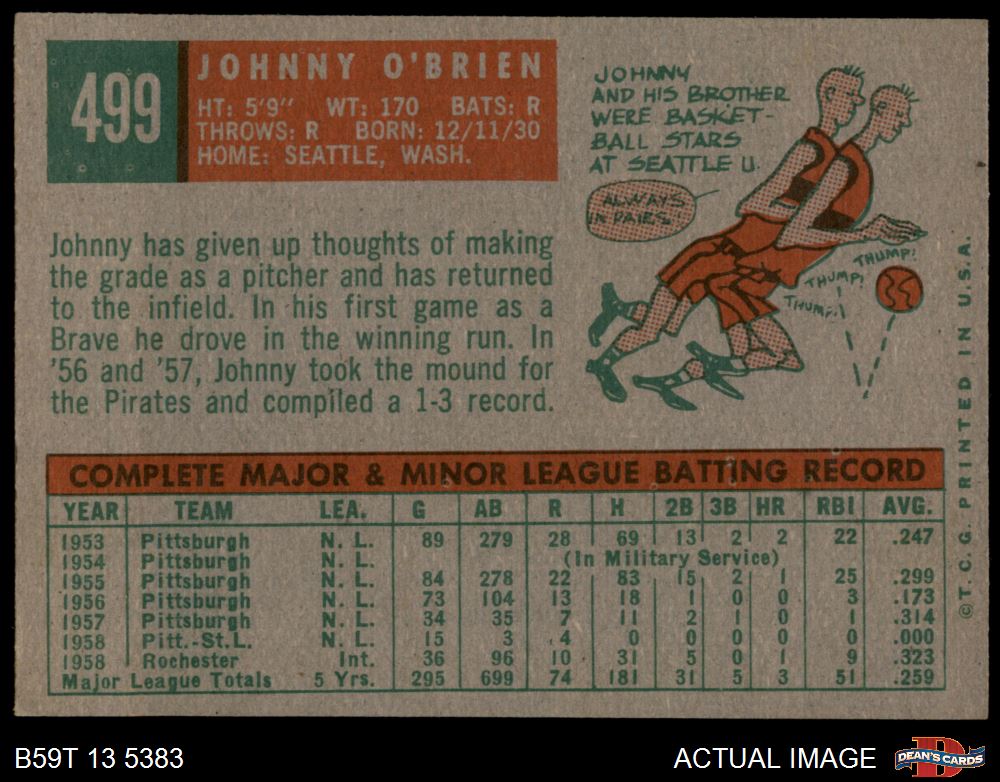 499
JOHNNY O'BRIEN
HT: 5'9" WT: 170 BATS: R
THROWS: R BORN: 12/11/30
HOME: SEATTLE, WASH.
JOHNNY
AND HIS BROTHER
WERE BASKET-
BALL STARS
AT SEATTLE U.
ALWAYS
IN PAIRS!
THUMP!
THUMP!
THUMP!
Johnny has given up thoughts of making
the grade as a pitcher and has returned
to the infield. In his first game as a
Brave he drove in the winning run. In
'56 and '57, Johnny took the mound for
the Pirates and compiled a 1-3 record.
COMPLETE MAJOR & MINOR LEAGUE BATTING RECORD
YEAR TEAM LEA. G AB R H 2B 3B HR RBI AVG.
1953 Pittsburgh N. L. 89 279 28 69 13 2 2 22 .247
1954 Pittsburgh N. L. (In Military Service)
1955 Pittsburgh N. L. 84 278 22 83 15 2 1 25 .299
1956 Pittsburgh N. L. 73 104 13 18 1 0 0 3 .173
1957 Pittsburgh N. L. 34 35 7 11 2 1 0 1 .314
1958 Pitt.-St.L. N. L. 15 3 4 0 0 0 0 0 .000
1958 Rochester Int. 36 96 10 31 5 0 1 9 .323
Major League Totals 5 Yrs. 295 699 74 181 31 5 3 51 .259
©T.C.G. PRINTED IN U.S.A.
B59T 13 5383
ACTUAL IMAGE
D
DEAN'S CARDS